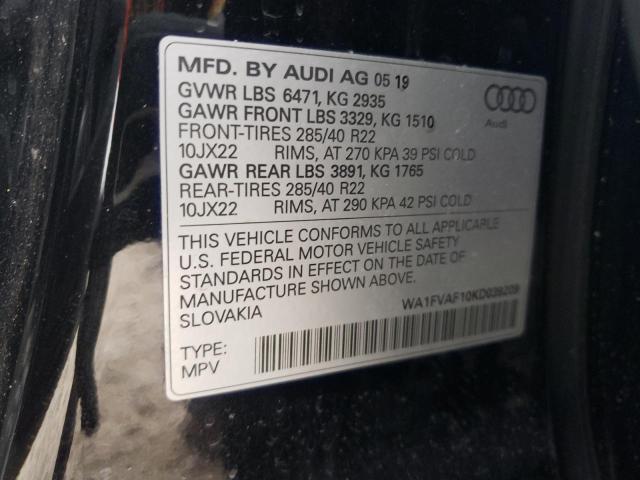 MFD. BY AUDI AG 05 19
GVWR LBS 6471, KG 2935
GAWR FRONT LBS 3329, KG 1510
FRONT-TIRES 285/40 R22
10JX22 RIMS, AT 270 KPA 39 PSI COLD
GAWR REAR LBS 3891, KG 1765
REAR-TIRES 285/40 R22
10JX22 RIMS, AT 290 KPA 42 PSI COLD
Audi
THIS VEHICLE CONFORMS TO ALL APPLICABLE
U.S. FEDERAL MOTOR VEHICLE SAFETY
STANDARDS IN EFFECT ON THE DATE OF
MANUFACTURE SHOWN ABOVE.
SLOVAKIA
WA1FVAF10KD039209
TYPE:
MPV